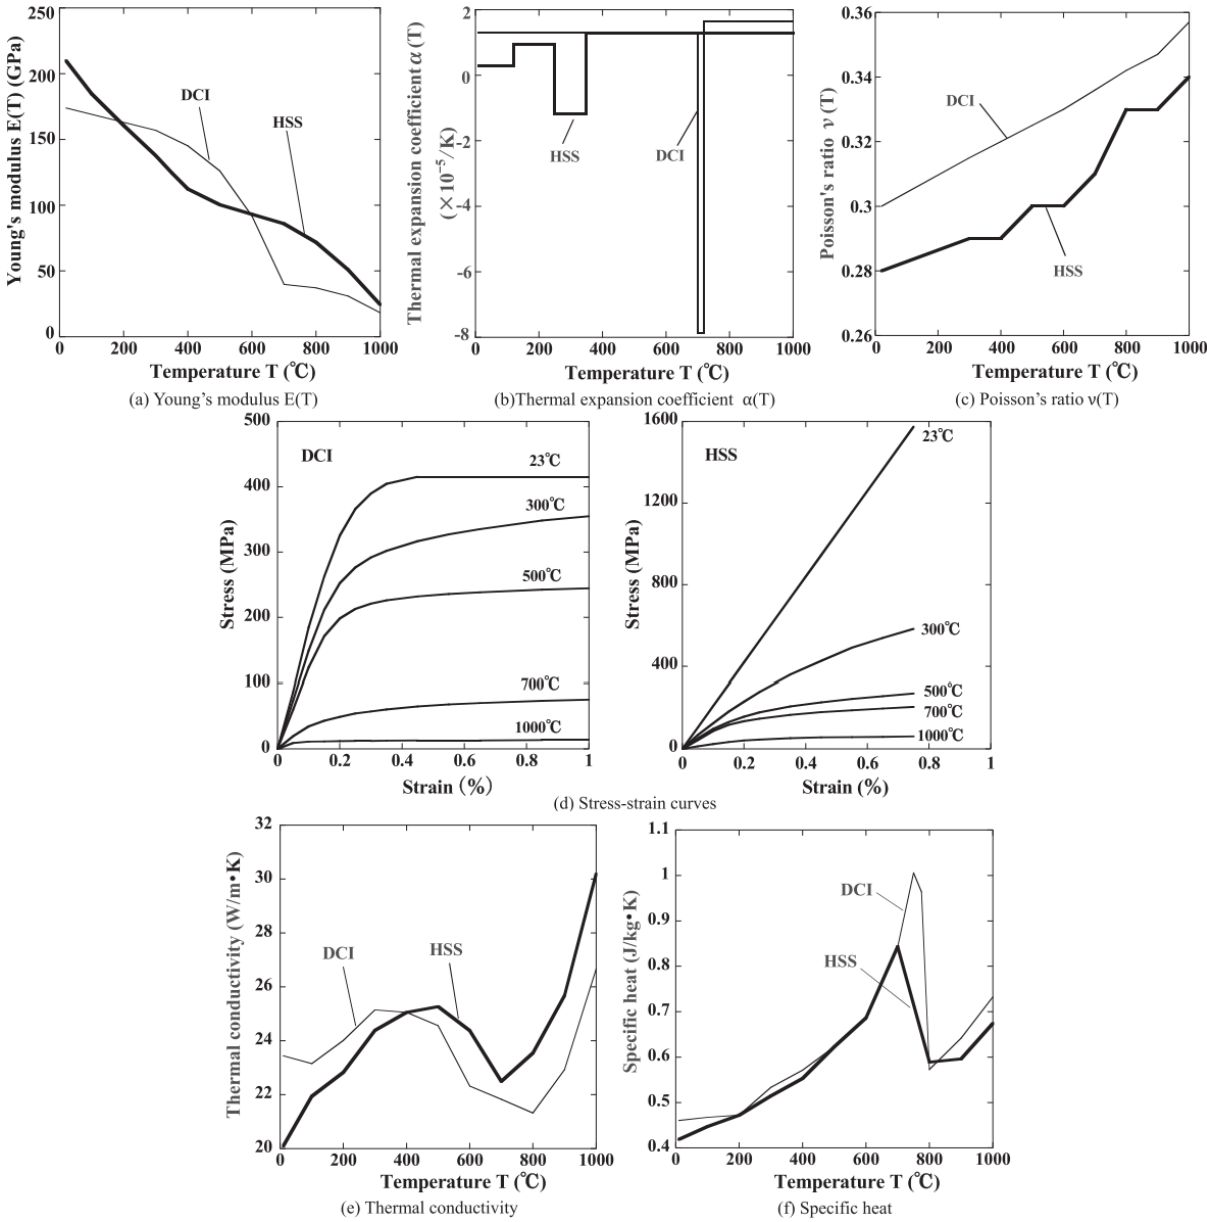 Young's modulus E(T) (GPa)
250
200
150
100
50
0
DCI
HSS
0 200 400 600 800 1000
Temperature T (℃)
(a) Young's modulus E(T)
Thermal expansion coefficient α(T)
(×10⁻⁵/K)
2
0
-2
-4
-6
-8
HSS
DCI
0 200 400 600 800 1000
Temperature T (℃)
(b)Thermal expansion coefficient α(T)
Poisson's ratio ν(T)
0.36
0.34
0.32
0.3
0.28
0.26
DCI
HSS
0 200 400 600 800 1000
Temperature T (℃)
(c) Poisson's ratio ν(T)
Stress (MPa)
500
400
300
200
100
0
DCI
23℃
300℃
500℃
700℃
1000℃
0 0.2 0.4 0.6 0.8 1
Strain (%)
Stress (MPa)
1600
1200
800
400
0
HSS
23℃
300℃
500℃
700℃
1000℃
0 0.2 0.4 0.6 0.8 1
Strain (%)
(d) Stress-strain curves
Thermal conductivity (W/m•K)
32
30
28
26
24
22
20
DCI
HSS
0 200 400 600 800 1000
Temperature T (℃)
(e) Thermal conductivity
Specific heat (J/kg•K)
1.1
1
0.9
0.8
0.7
0.6
0.5
0.4
DCI
HSS
0 200 400 600 800 1000
Temperature T (℃)
(f) Specific heat